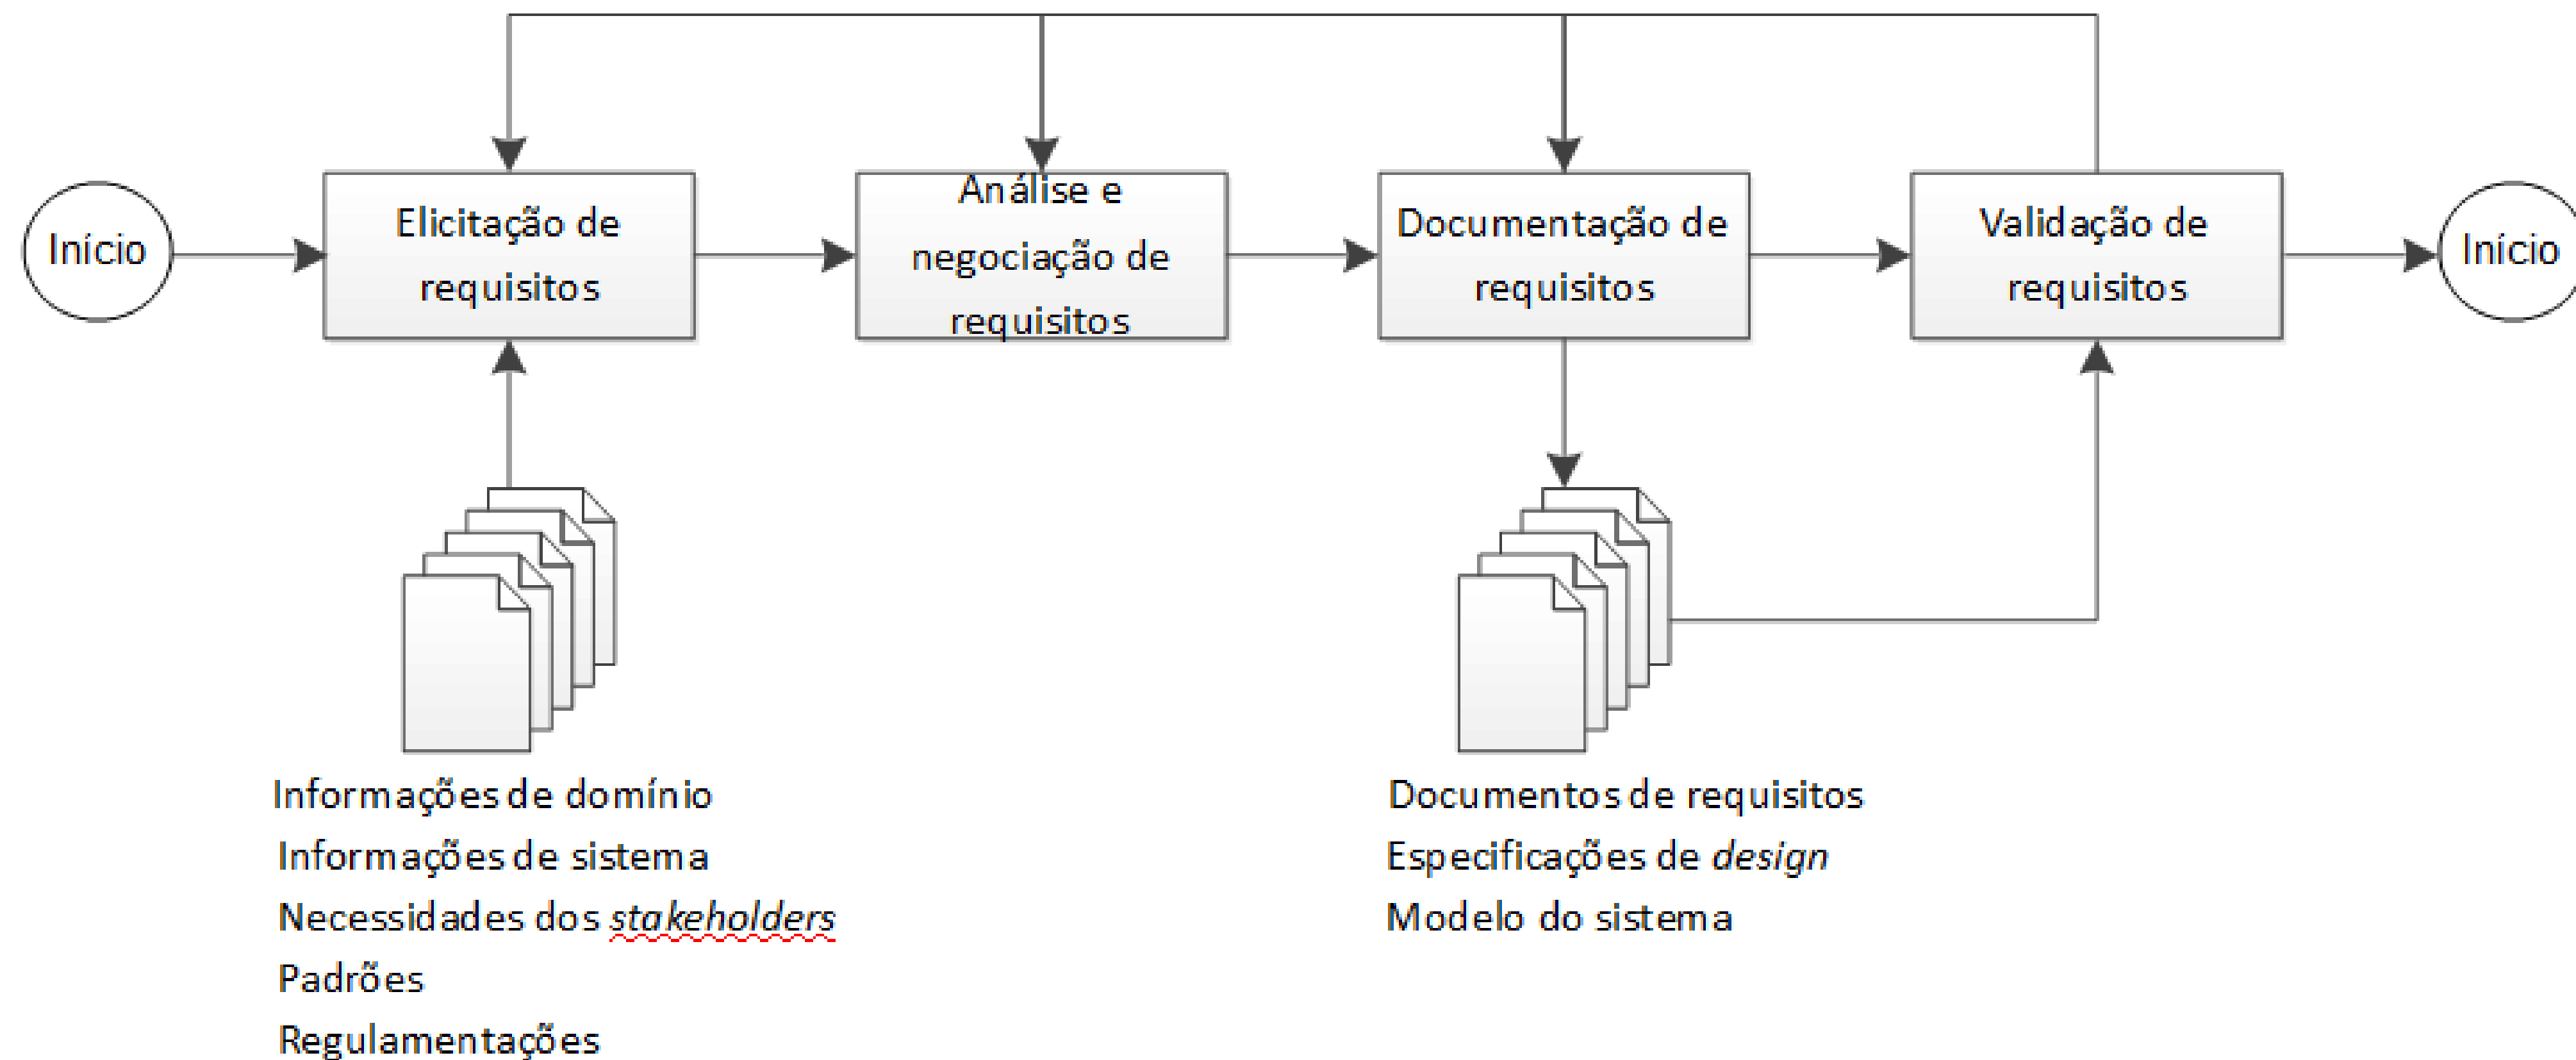 Início
Elicitação de
requisitos
Análise e
negociação de
requisitos
Documentação de
requisitos
Validação de
requisitos
Início
Informações de domínio
Informações de sistema
Necessidades dos stakeholders
Padrões
Regulamentações
Documentos de requisitos
Especificações de design
Modelo do sistema